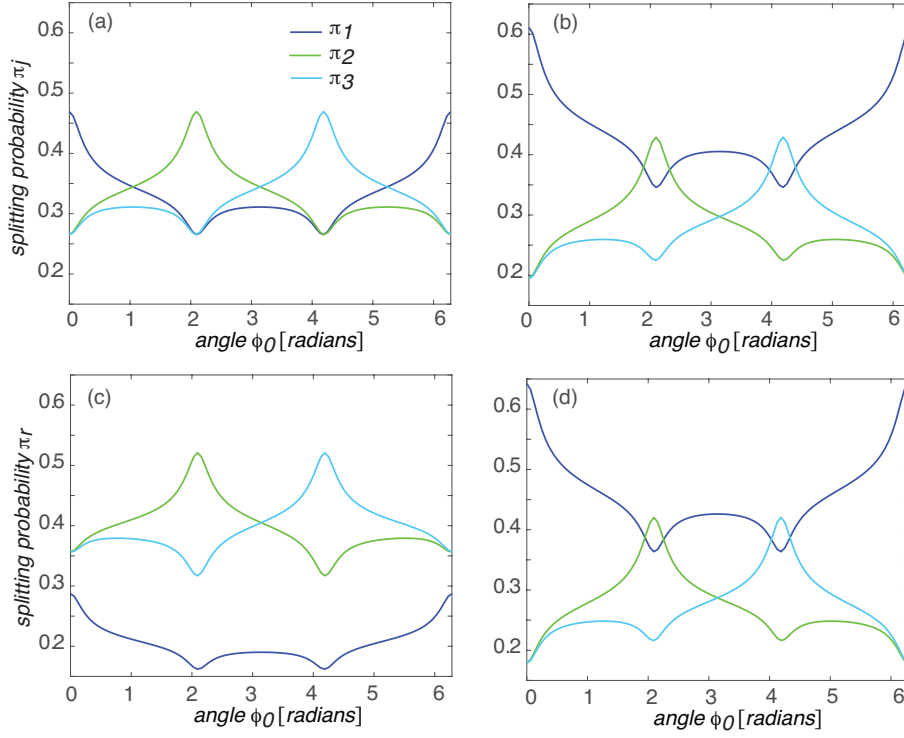 (a)
π1
π2
π3
splitting probability πj
0.6
0.5
0.4
0.3
0.2
0 1 2 3 4 5 6
angle ϕ0 [radians]
(b)
0.6
0.5
0.4
0.3
0.2
0 1 2 3 4 5 6
angle ϕ0 [radians]
(c)
splitting probability πr
0.6
0.5
0.4
0.3
0.2
0 1 2 3 4 5 6
angle ϕ0 [radians]
(d)
0.6
0.5
0.4
0.3
0.2
0 1 2 3 4 5 6
angle ϕ0 [radians]